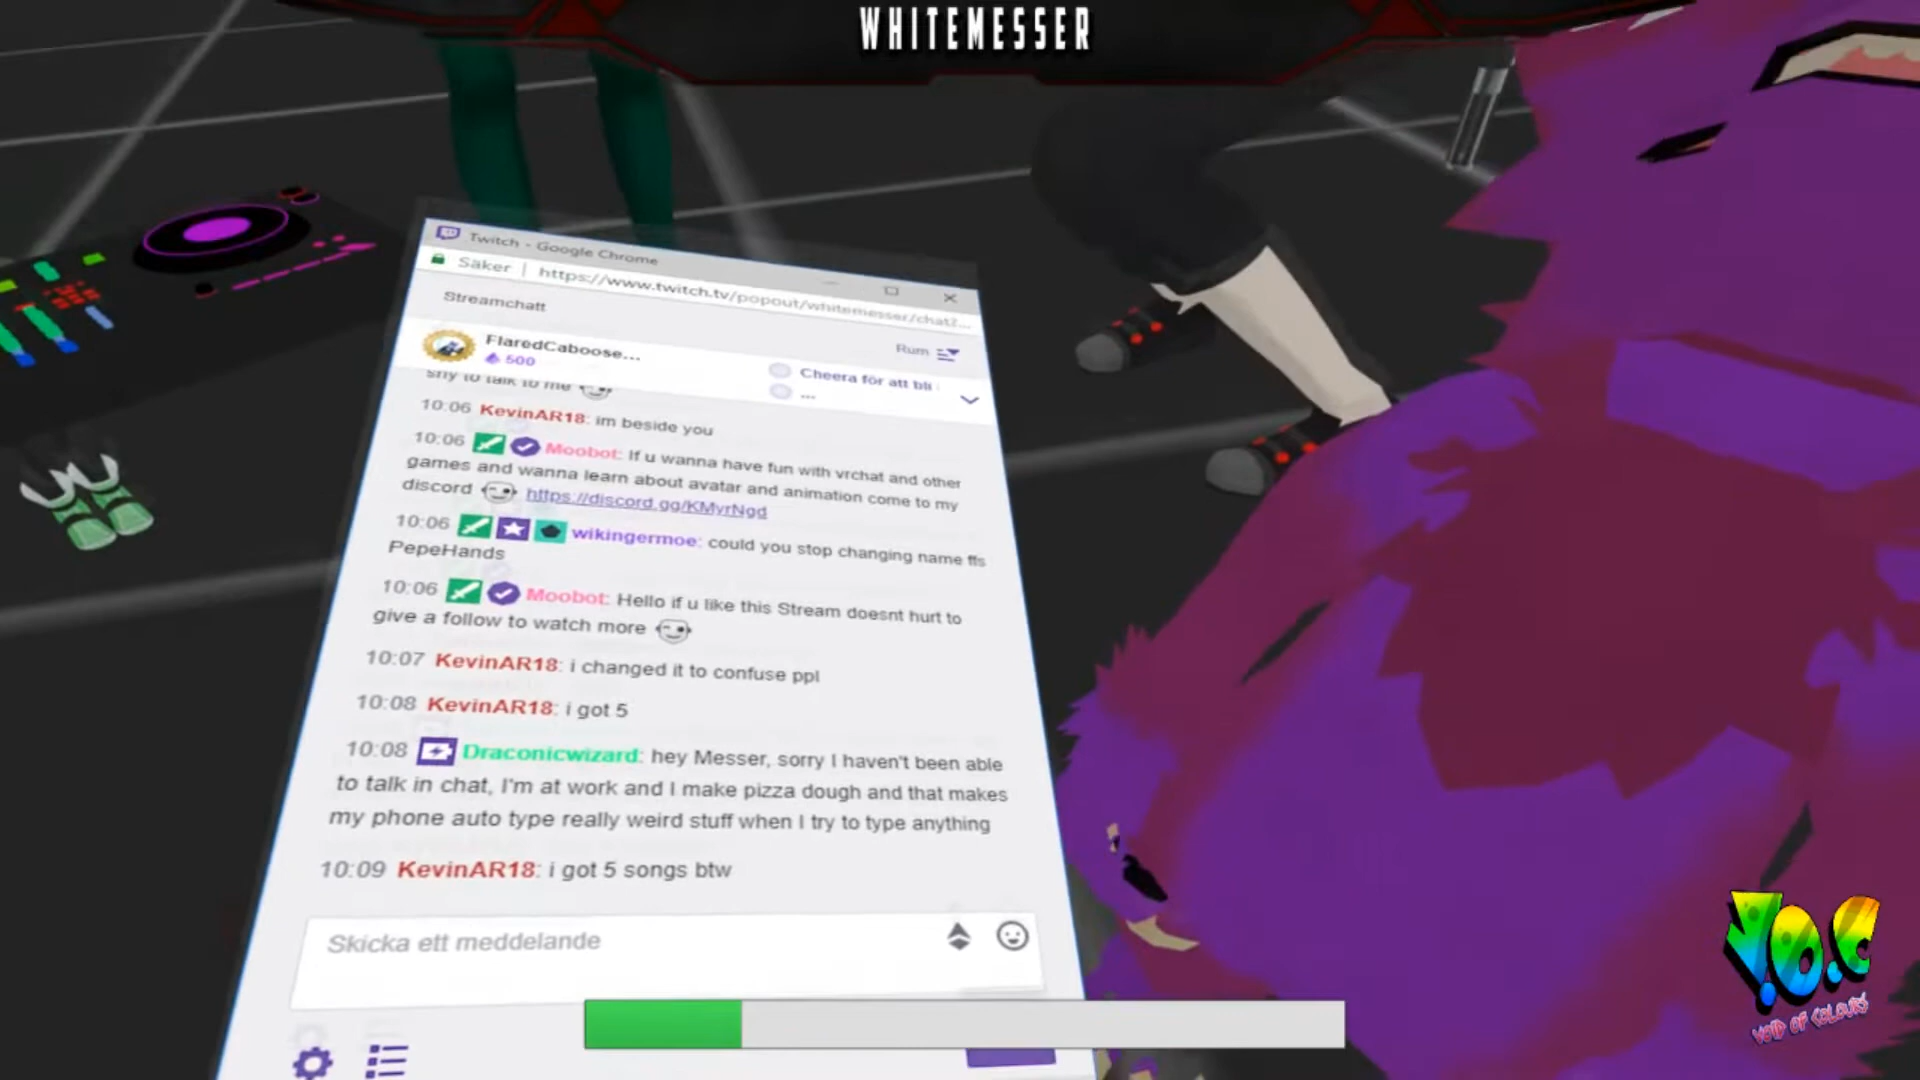 WHITEMESSER
Twitch - Google Chrome
Säker | https://www.twitch.tv/popout/whitemesser/chat?...
Streamchatt
FlaredCaboose...
500
Rum
Cheera för att bli
...
shy to talk to me
10:06 KevinAR18: im beside you
10:06 Moobot: If u wanna have fun with vrchat and other
games and wanna learn about avatar and animation come to my
discord https://discord.gg/KMyrNgd
10:06 wikingermoe: could you stop changing name ffs
PepeHands
10:06 Moobot: Hello if u like this Stream doesnt hurt to
give a follow to watch more
10:07 KevinAR18: i changed it to confuse ppl
10:08 KevinAR18: i got 5
10:08 Draconicwizard: hey Messer, sorry I haven't been able
to talk in chat, I'm at work and I make pizza dough and that makes
my phone auto type really weird stuff when I try to type anything
10:09 KevinAR18: i got 5 songs btw
Skicka ett meddelande
V.O.C
VOID OF COLOURS